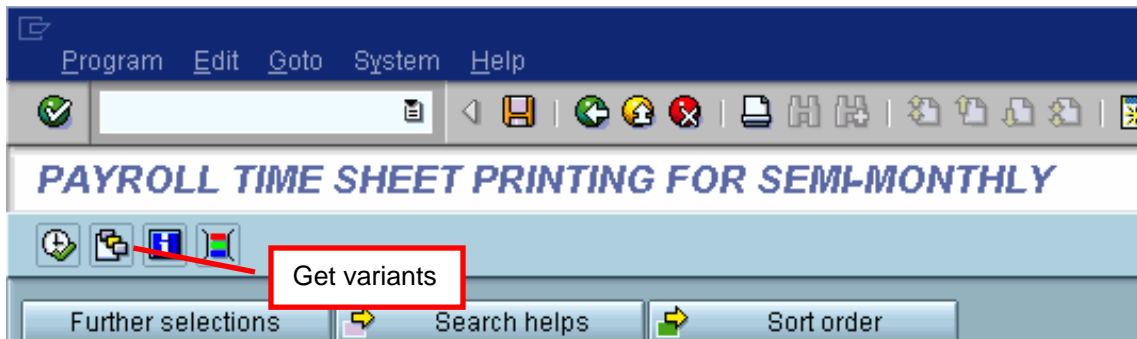 Program Edit Goto System Help
PAYROLL TIME SHEET PRINTING FOR SEMI-MONTHLY
Get variants
Further selections Search helps Sort order